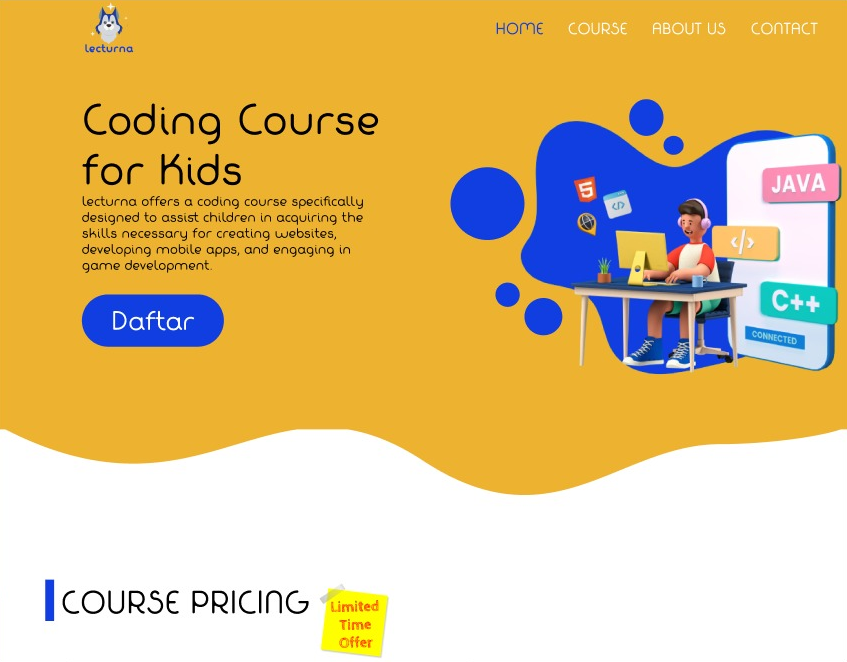 lecturna
HOME COURSE ABOUT US CONTACT
Coding Course
for Kids
lecturna offers a coding course specifically
designed to assist children in acquiring the
skills necessary for creating websites,
developing mobile apps, and engaging in
game development.
Daftar
5
</>
JAVA
</>
C++
CONNECTED
COURSE PRICING
Limited
Time
Offer